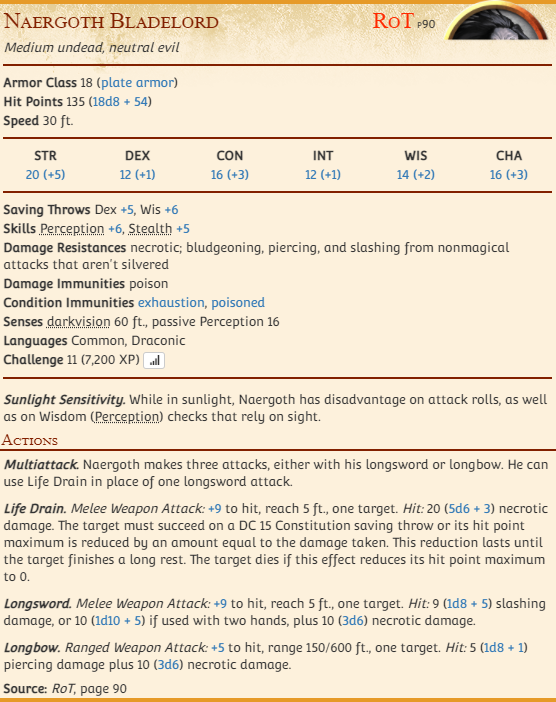 Naergoth Bladelord
RoT p90
Medium undead, neutral evil
Armor Class 18 (plate armor)
Hit Points 135 (18d8 + 54)
Speed 30 ft.
STR DEX CON INT WIS CHA
20 (+5) 12 (+1) 16 (+3) 12 (+1) 14 (+2) 16 (+3)
Saving Throws Dex +5, Wis +6
Skills Perception +6, Stealth +5
Damage Resistances necrotic; bludgeoning, piercing, and slashing from nonmagical
attacks that aren't silvered
Damage Immunities poison
Condition Immunities exhaustion, poisoned
Senses darkvision 60 ft., passive Perception 16
Languages Common, Draconic
Challenge 11 (7,200 XP)
Sunlight Sensitivity. While in sunlight, Naergoth has disadvantage on attack rolls, as well
as on Wisdom (Perception) checks that rely on sight.
Actions
Multiattack. Naergoth makes three attacks, either with his longsword or longbow. He can
use Life Drain in place of one longsword attack.
Life Drain. Melee Weapon Attack: +9 to hit, reach 5 ft., one target. Hit: 20 (5d6 + 3) necrotic
damage. The target must succeed on a DC 15 Constitution saving throw or its hit point
maximum is reduced by an amount equal to the damage taken. This reduction lasts until
the target finishes a long rest. The target dies if this effect reduces its hit point maximum
to 0.
Longsword. Melee Weapon Attack: +9 to hit, reach 5 ft., one target. Hit: 9 (1d8 + 5) slashing
damage, or 10 (1d10 + 5) if used with two hands, plus 10 (3d6) necrotic damage.
Longbow. Ranged Weapon Attack: +5 to hit, range 150/600 ft., one target. Hit: 5 (1d8 + 1)
piercing damage plus 10 (3d6) necrotic damage.
Source: RoT, page 90